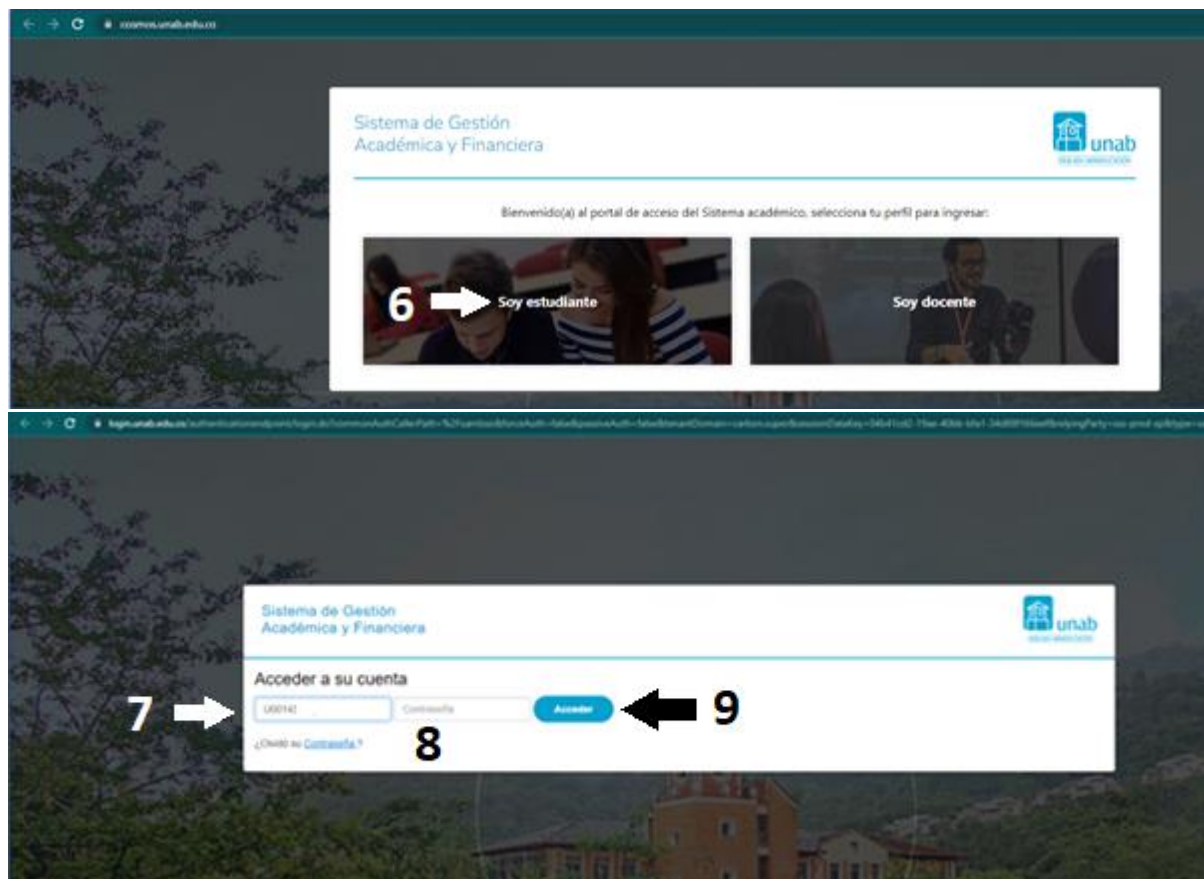 cosmos.unab.edu.co
Sistema de Gestión
Académica y Financiera
unab
Bienvenido(a) al portal de acceso del Sistema académico, selecciona tu perfil para ingresar:
6
Soy estudiante
Soy docente
Sistema de Gestión
Académica y Financiera
unab
Acceder a su cuenta
7
Contraseña
Acceder
9
8
¿Olvidó su Contraseña ?